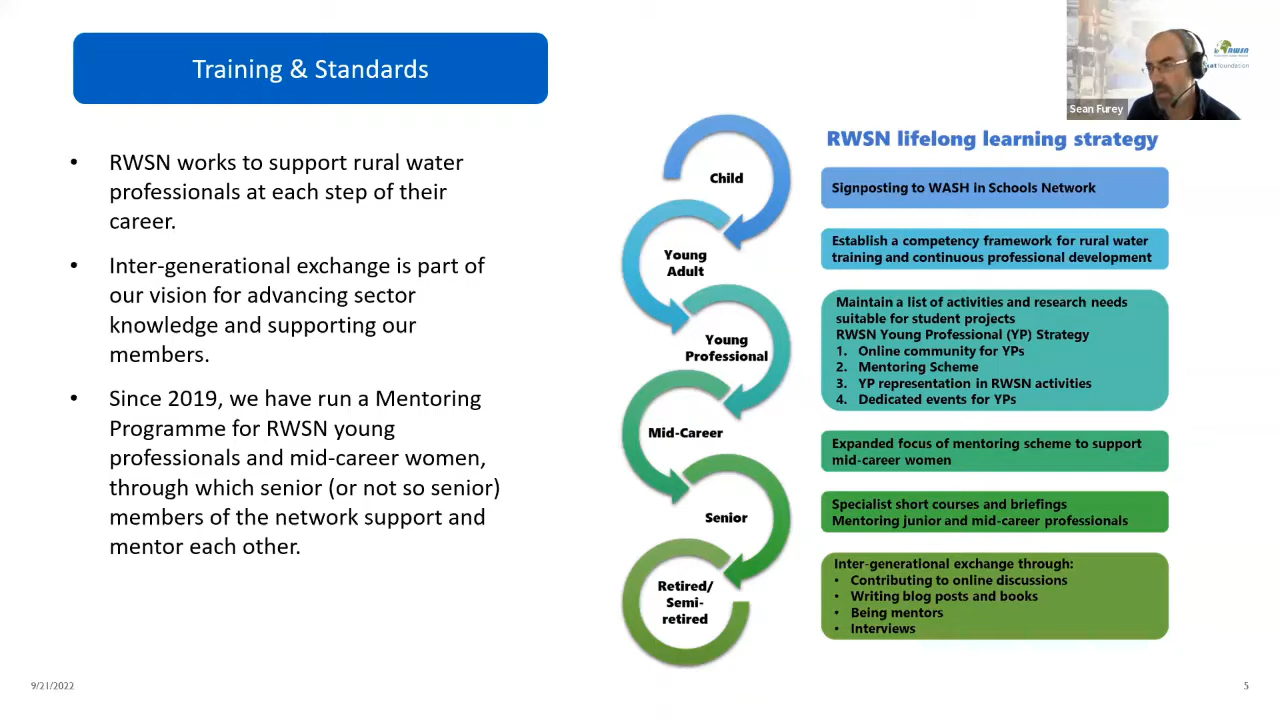 Training & Standards
• RWSN works to support rural water
professionals at each step of their
career.
• Inter-generational exchange is part of
our vision for advancing sector
knowledge and supporting our
members.
• Since 2019, we have run a Mentoring
Programme for RWSN young
professionals and mid-career women,
through which senior (or not so senior)
members of the network support and
mentor each other.
RWSN
foundation
Sean Furey
RWSN lifelong learning strategy
Child
Signposting to WASH in Schools Network
Young
Adult
Establish a competency framework for rural water
training and continuous professional development
Young
Professional
Maintain a list of activities and research needs
suitable for student projects
RWSN Young Professional (YP) Strategy
1. Online community for YPs
2. Mentoring Scheme
3. YP representation in RWSN activities
4. Dedicated events for YPs
Mid-Career
Expanded focus of mentoring scheme to support
mid-career women
Senior
Specialist short courses and briefings
Mentoring junior and mid-career professionals
Retired/
Semi-
retired
Inter-generational exchange through:
• Contributing to online discussions
• Writing blog posts and books
• Being mentors
• Interviews
9/21/2022
5